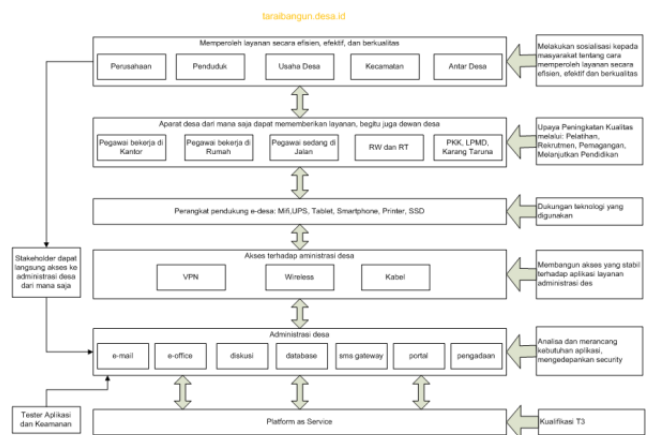 taraibangun.desa.id
Memperoleh layanan secara efisien, efektif, dan berkualitas
Perusahaan
Penduduk
Usaha Desa
Kecamatan
Antar Desa
Melakukan sosialisasi kepada
masyarakat tentang cara
memperoleh layanan secara
efisien, efektif dan berkualitas
Aparat desa dari mana saja dapat mememberikan layanan, begitu juga dewan desa
Pegawai bekerja di
Kantor
Pegawai bekerja di
Rumah
Pegawai sedang di
Jalan
RW dan RT
PKK, LPMD,
Karang Taruna
Upaya Peningkatan Kualitas
melalui: Pelatihan,
Rekrutmen, Pemagangan,
Melanjutkan Pendidikan
Perangkat pendukung e-desa: Mifi,UPS, Tablet, Smartphone, Printer, SSD
Dukungan teknologi yang
digunakan
Stakeholder dapat
langsung akses ke
administrasi desa
dari mana saja
Akses terhadap aministrasi desa
VPN
Wireless
Kabel
Membangun akses yang stabil
terhadap aplikasi layanan
administrasi des
Administrasi desa
e-mail
e-office
diskusi
database
sms gateway
portal
pengadaan
Analisa dan merancang
kebutuhan aplikasi,
mengedepankan security
Tester Aplikasi
dan Keamanan
Platform as Service
Kualifikasi T3